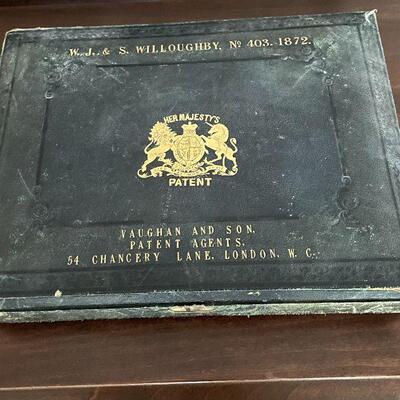 W. J. & S. WILLOUGHBY, Nº 403. 1872.
HER MAJESTY'S
PATENT
VAUGHAN AND SON,
PATENT AGENTS,
54 CHANCERY LANE, LONDON, W. C.